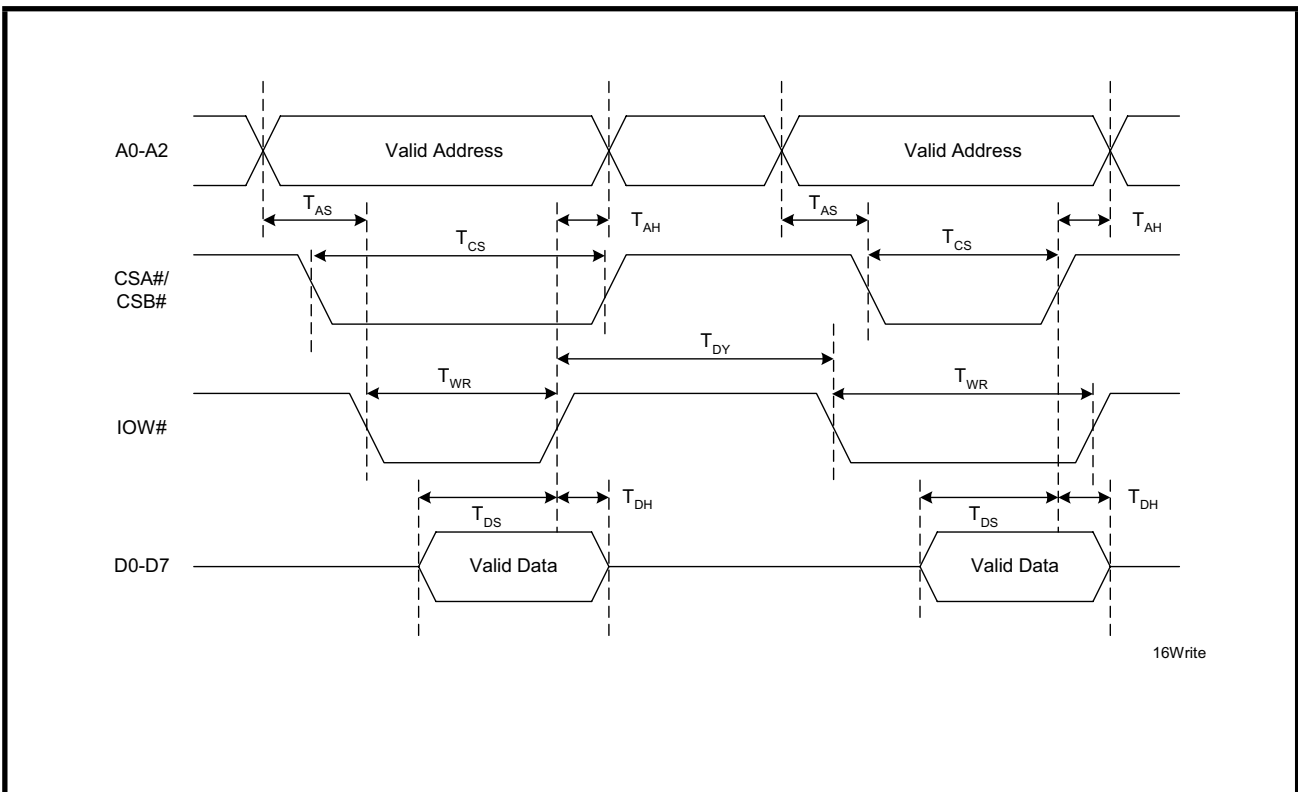 A0-A2
Valid Address
Valid Address
TAS
TAH
TAS
TAH
TCS
TCS
CSA#/
CSB#
TDY
TWR
TWR
IOW#
TDS
TDH
TDS
TDH
D0-D7
Valid Data
Valid Data
16Write